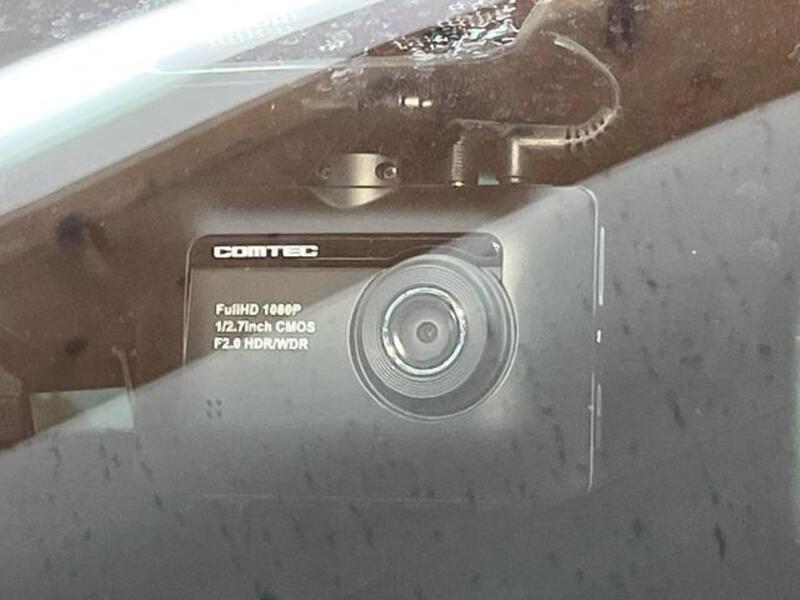 COMTEC
FullHD 1080P
1/2.7inch CMOS
F2.0 HDR/WDR